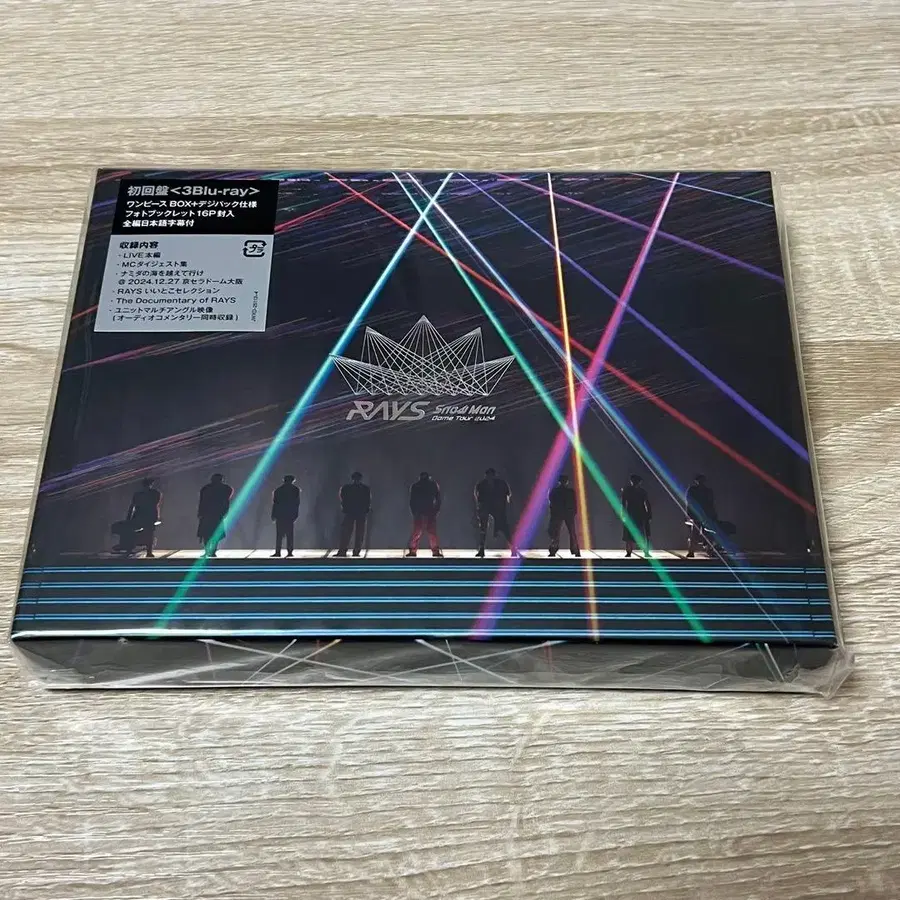 初回盤<3Blu-ray>
ワンピースBOX+デジパック仕様
フォトブックレット16P封入
全編日本語字幕付
収録内容
プラ
・LIVE本編
・MCダイジェスト集
・ナミダの海を越えて行け
@ 2024.12.27 京セラドーム大阪
・RAYS いいとこセレクション
・The Documentary of RAYS
・ユニットマルチアングル映像
(オーディオコメンタリー同時収録)
RAYS Snow Man
Dome Tour 2024